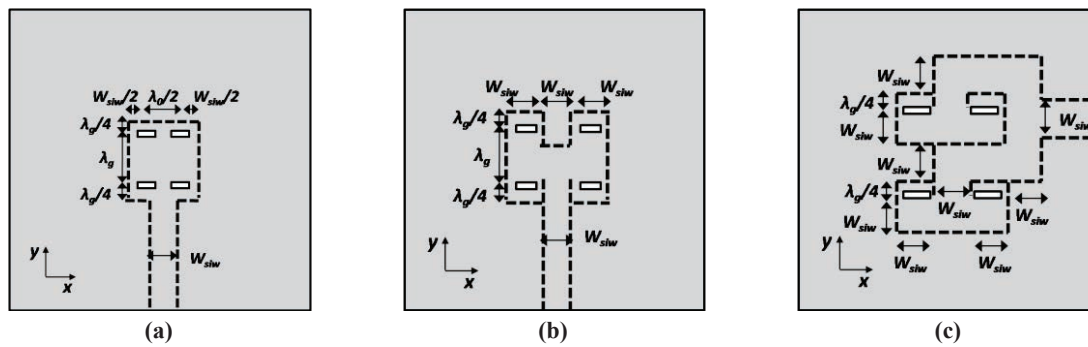 W_siw/2 λ_0/2 W_siw/2
λ_g/4
λ_g
λ_g/4
W_siw
y
x
(a)
W_siw W_siw W_siw
λ_g/4
λ_g
λ_g/4
W_siw
y
x
(b)
W_siw
λ_g/4
W_siw
W_siw
W_siw
λ_g/4
W_siw
W_siw
W_siw
W_siw
W_siw
y
x
(c)